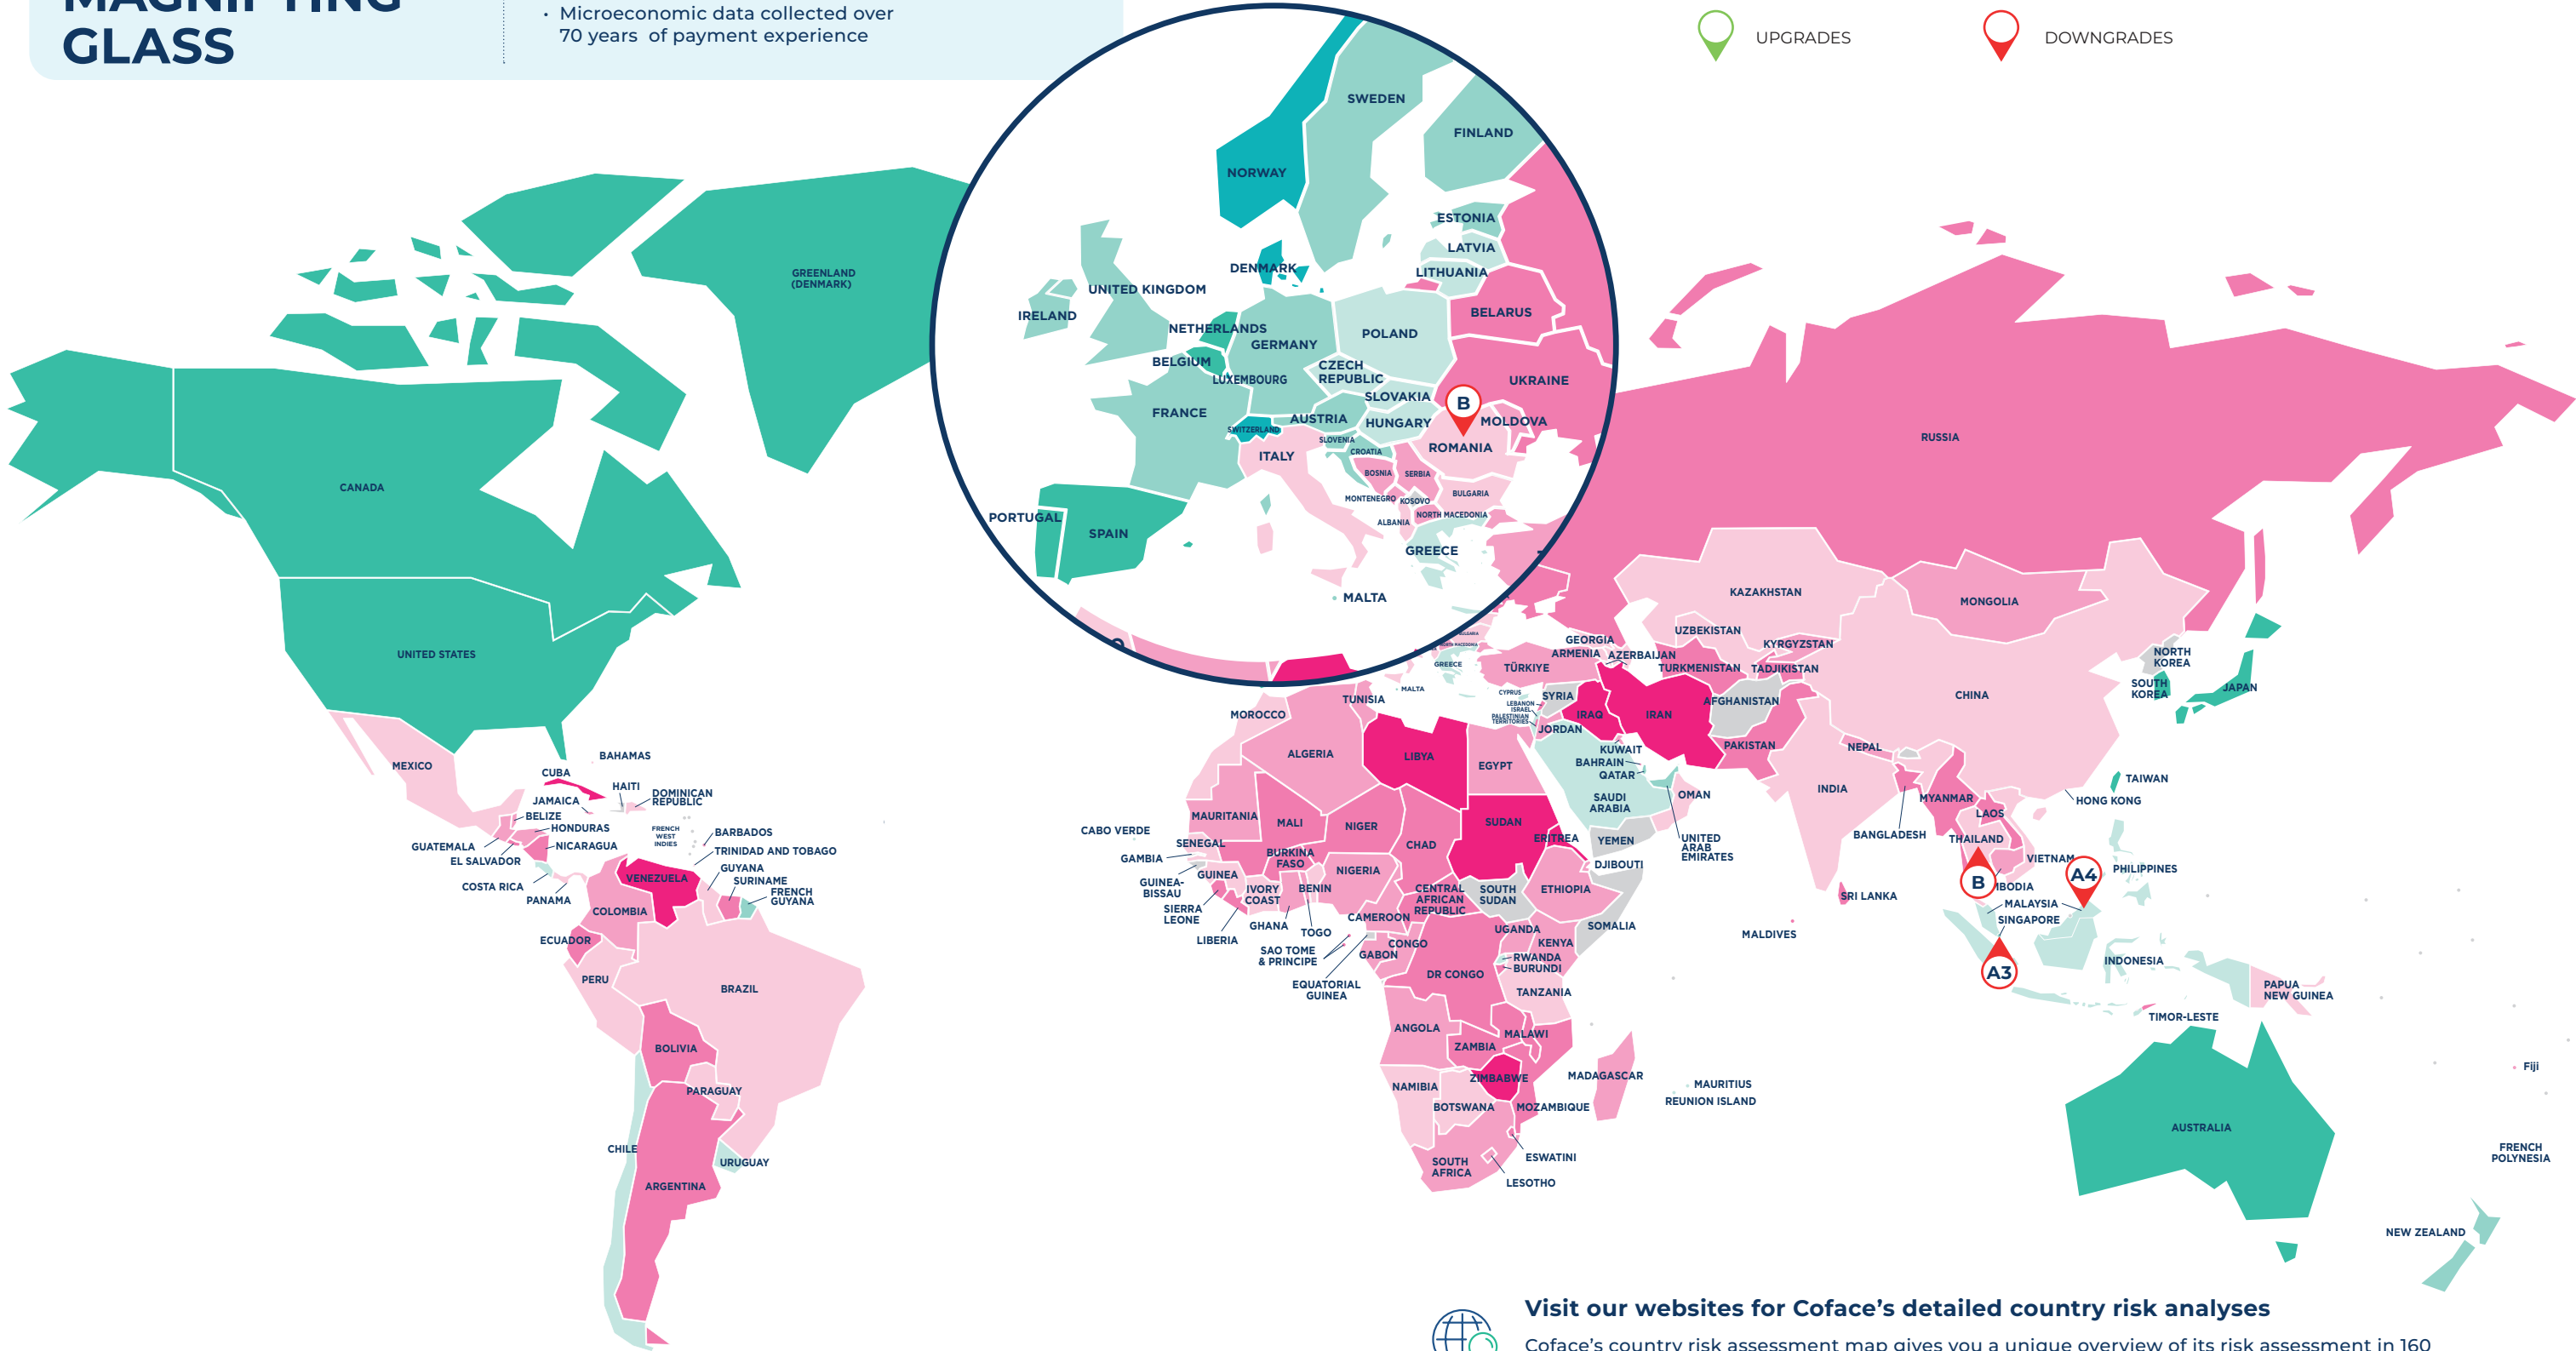 GLASS
• Microeconomic data collected over
70 years of payment experience
UPGRADES
DOWNGRADES
SWEDEN
FINLAND
NORWAY
ESTONIA
LATVIA
DENMARK
LITHUANIA
UNITED KINGDOM
IRELAND
BELARUS
NETHERLANDS
POLAND
GERMANY
BELGIUM
CZECH
REPUBLIC
LUXEMBOURG
UKRAINE
SLOVAKIA
B
FRANCE
AUSTRIA
HUNGARY
MOLDOVA
SWITZERLAND
SLOVENIA
ROMANIA
CROATIA
ITALY
BOSNIA
SERBIA
BULGARIA
MONTENEGRO
KOSOVO
NORTH MACEDONIA
ALBANIA
PORTUGAL
SPAIN
GREECE
MALTA
GREENLAND
(DENMARK)
CANADA
UNITED STATES
RUSSIA
KAZAKHSTAN
MONGOLIA
UZBEKISTAN
GEORGIA
KYRGYZSTAN
ARMENIA
AZERBAIJAN
BULGARIA
NORTH MACEDONIA
GREECE
TÜRKIYE
TURKMENISTAN
TADJIKISTAN
NORTH
KOREA
SOUTH
KOREA
JAPAN
CHINA
MALTA
CYPRUS
SYRIA
LEBANON
ISRAEL
PALESTINIAN
TERRITORIES
IRAQ
IRAN
AFGHANISTAN
JORDAN
TUNISIA
MOROCCO
ALGERIA
LIBYA
EGYPT
KUWAIT
BAHRAIN
QATAR
PAKISTAN
NEPAL
INDIA
TAIWAN
HONG KONG
MEXICO
BAHAMAS
CUBA
HAITI
DOMINICAN
REPUBLIC
JAMAICA
BELIZE
HONDURAS
GUATEMALA
NICARAGUA
EL SALVADOR
COSTA RICA
PANAMA
FRENCH
WEST
INDIES
BARBADOS
TRINIDAD AND TOBAGO
GUYANA
SURINAME
FRENCH
GUYANA
VENEZUELA
COLOMBIA
ECUADOR
PERU
BRAZIL
BOLIVIA
PARAGUAY
CHILE
URUGUAY
ARGENTINA
SAUDI
ARABIA
OMAN
MAURITANIA
MALI
NIGER
CHAD
SUDAN
ERITREA
YEMEN
UNITED
ARAB
EMIRATES
CABO VERDE
SENEGAL
GAMBIA
BURKINA
FASO
GUINEA
GUINEA-
BISSAU
IVORY
COAST
BENIN
NIGERIA
DJIBOUTI
CENTRAL
AFRICAN
REPUBLIC
SOUTH
SUDAN
ETHIOPIA
SIERRA
LEONE
GHANA
CAMEROON
LIBERIA
TOGO
UGANDA
SOMALIA
SAO TOME
& PRINCIPE
CONGO
GABON
KENYA
RWANDA
BURUNDI
DR CONGO
EQUATORIAL
GUINEA
TANZANIA
ANGOLA
MALAWI
ZAMBIA
NAMIBIA
ZIMBABWE
MADAGASCAR
BOTSWANA
MOZAMBIQUE
MAURITIUS
REUNION ISLAND
ESWATINI
SOUTH
AFRICA
LESOTHO
MYANMAR
LAOS
BANGLADESH
THAILAND
VIETNAM
A4
PHILIPPINES
B
MBODIA
SRI LANKA
MALAYSIA
SINGAPORE
MALDIVES
A3
INDONESIA
PAPUA
NEW GUINEA
TIMOR-LESTE
Fiji
AUSTRALIA
FRENCH
POLYNESIA
NEW ZEALAND
Visit our websites for Coface’s detailed country risk analyses
Coface’s country risk assessment map gives you a unique overview of its risk assessment in 160